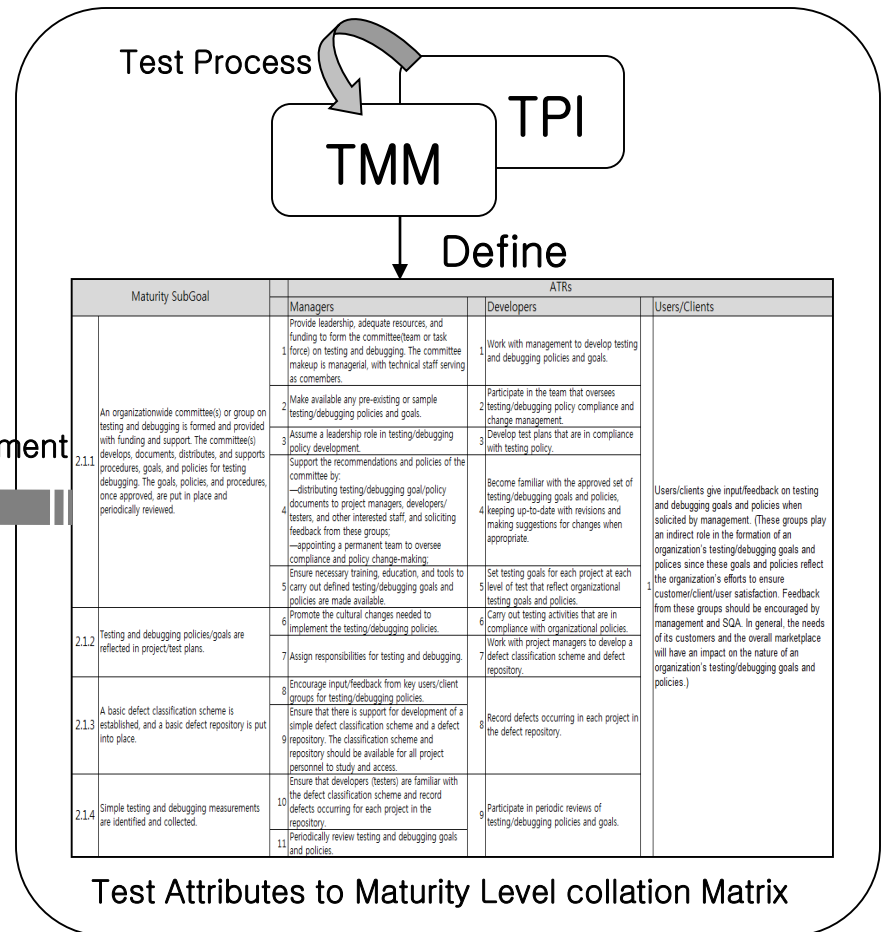 Test Process
TPI
TMM
Define
ment
Maturity SubGoal
ATRs
Managers
Developers
Users/Clients
2.1.1
An organizationwide committee(s) or group on
testing and debugging is formed and provided
with funding and support. The committee(s)
develops, documents, distributes, and supports
procedures, goals, and policies for testing
debugging. The goals, policies, and procedures,
once approved, are put in place and
periodically reviewed.
1
Provide leadership, adequate resources, and
funding to form the committee(team or task
force) on testing and debugging. The committee
makeup is managerial, with technical staff serving
as comembers.
1
Work with management to develop testing
and debugging policies and goals.
2
Make available any pre-existing or sample
testing/debugging policies and goals.
2
Participate in the team that oversees
testing/debugging policy compliance and
change management.
3
Assume a leadership role in testing/debugging
policy development.
3
Develop test plans that are in compliance
with testing policy.
4
Support the recommendations and policies of the
committee by:
—distributing testing/debugging goal/policy
documents to project managers, developers/
testers, and other interested staff, and soliciting
feedback from these groups;
—appointing a permanent team to oversee
compliance and policy change-making;
4
Become familiar with the approved set of
testing/debugging goals and policies,
keeping up-to-date with revisions and
making suggestions for changes when
appropriate.
5
Ensure necessary training, education, and tools to
carry out defined testing/debugging goals and
policies are made available.
5
Set testing goals for each project at each
level of test that reflect organizational
testing goals and policies.
1
Users/clients give input/feedback on testing
and debugging goals and policies when
solicited by management. (These groups play
an indirect role in the formation of an
organization's testing/debugging goals and
polices since these goals and policies reflect
the organization's efforts to ensure
customer/client/user satisfaction. Feedback
from these groups should be encouraged by
management and SQA. In general, the needs
of its customers and the overall marketplace
will have an impact on the nature of an
organization's testing/debugging goals and
policies.)
2.1.2
Testing and debugging policies/goals are
reflected in project/test plans.
6
Promote the cultural changes needed to
implement the testing/debugging policies.
6
Carry out testing activities that are in
compliance with organizational policies.
7
Assign responsibilities for testing and debugging.
7
Work with project managers to develop a
defect classification scheme and defect
repository.
2.1.3
A basic defect classification scheme is
established, and a basic defect repository is put
into place.
8
Encourage input/feedback from key users/client
groups for testing/debugging policies.
9
Ensure that there is support for development of a
simple defect classification scheme and a defect
repository. The classification scheme and
repository should be available for all project
personnel to study and access.
8
Record defects occurring in each project in
the defect repository.
2.1.4
Simple testing and debugging measurements
are identified and collected.
10
Ensure that developers (testers) are familiar with
the defect classification scheme and record
defects occurring for each project in the
repository.
11
Periodically review testing and debugging goals
and policies.
9
Participate in periodic reviews of
testing/debugging policies and goals.
Test Attributes to Maturity Level collation Matrix